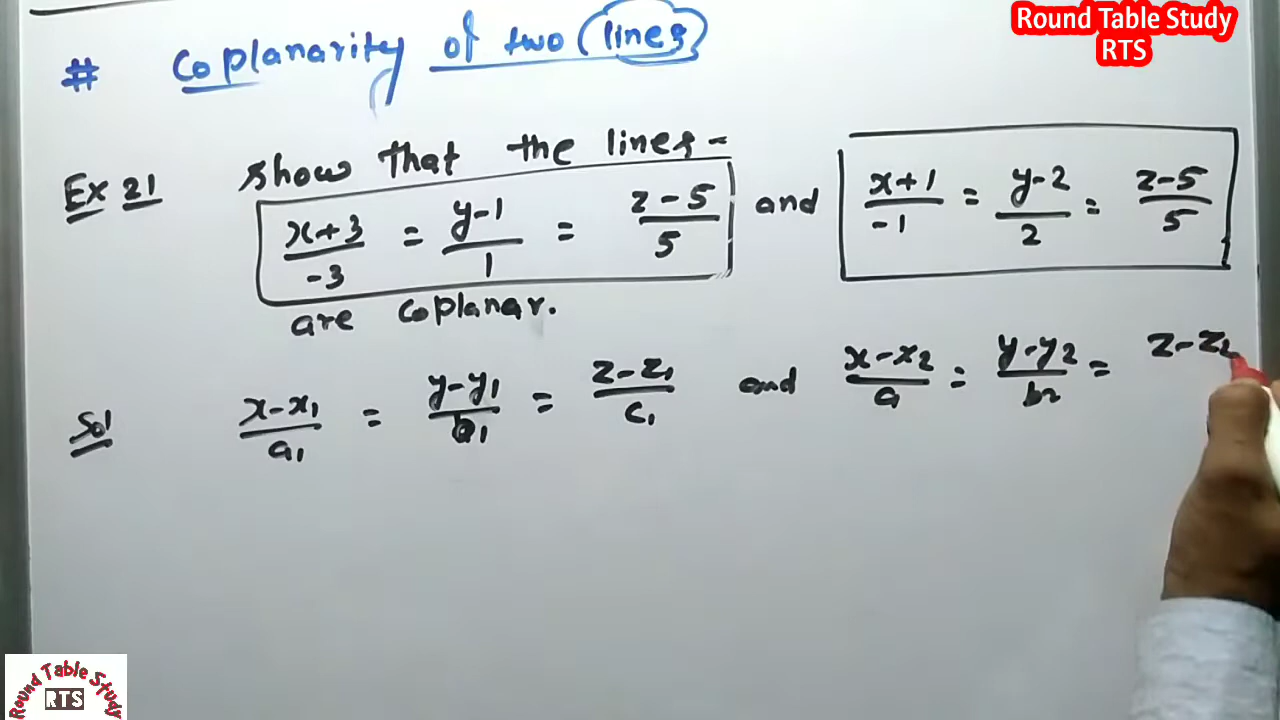 Round Table Study
RTS
# Coplanarity of two (lines)
Ex 21 show that the lines -
x+3/-3 = y-1/1 = z-5/5 and x+1/-1 = y-2/2 = z-5/5
are coplanar.
Sol x-x1/a1 = y-y1/b1 = z-z1/c1 and x-x2/a = y-y2/b2 = z-z2
Round Table Study
RTS